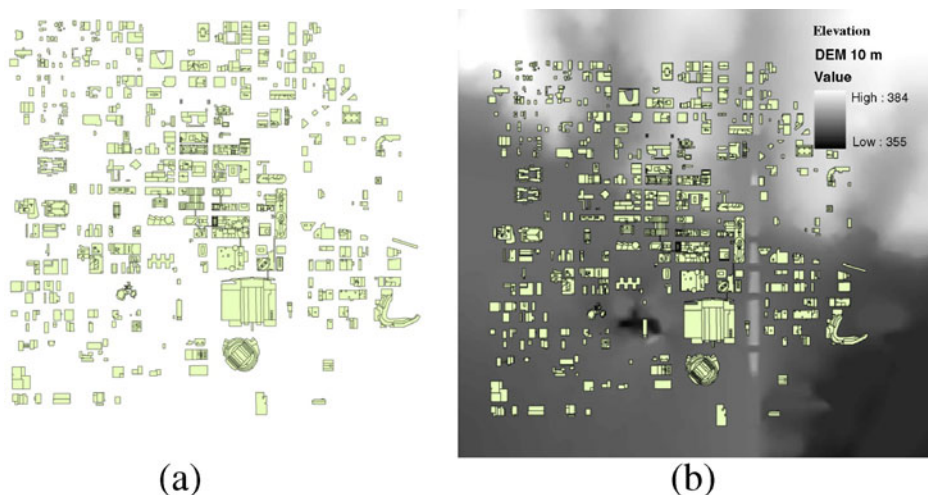 Elevation
DEM 10 m
Value
High : 384
Low : 355
(a)
(b)